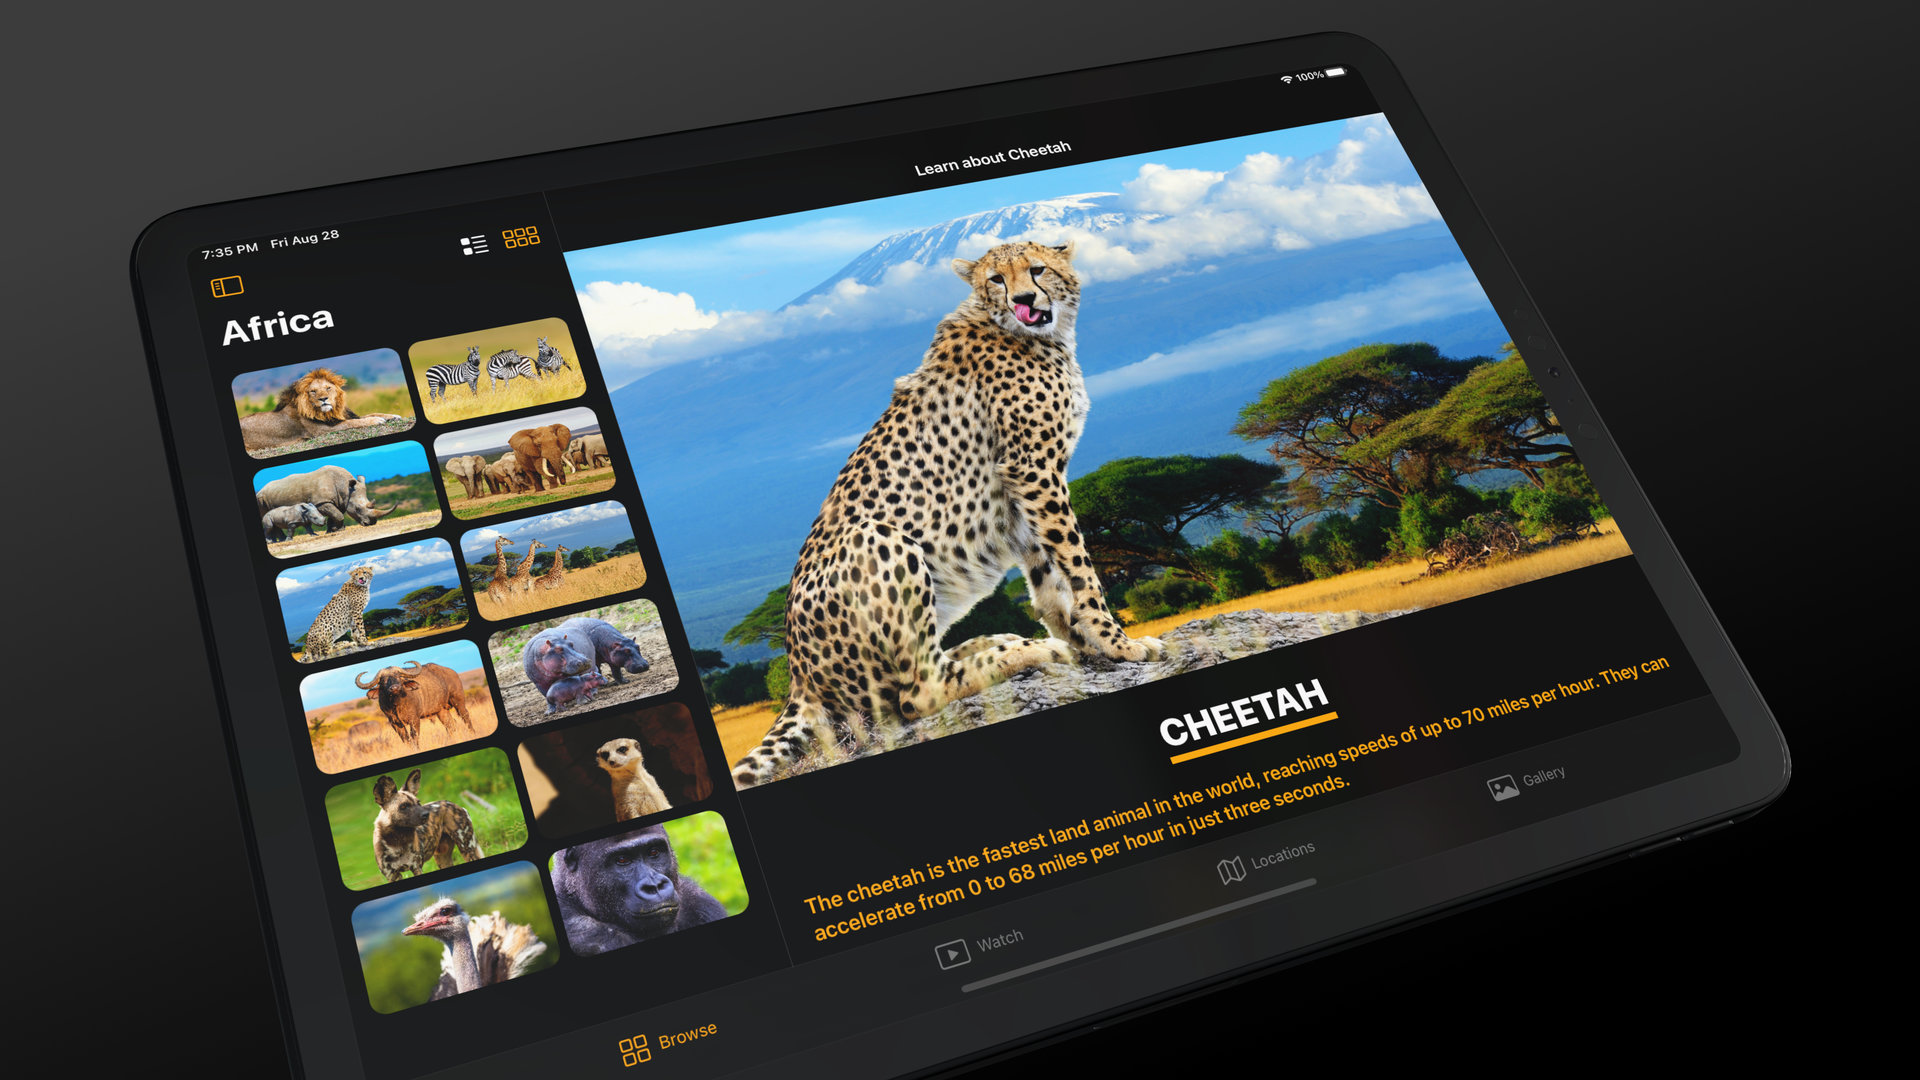 7:35 PM Fri Aug 28
100%
Africa
Learn about Cheetah
CHEETAH
The cheetah is the fastest land animal in the world, reaching speeds of up to 70 miles per hour. They can
accelerate from 0 to 68 miles per hour in just three seconds.
Browse
Watch
Locations
Gallery